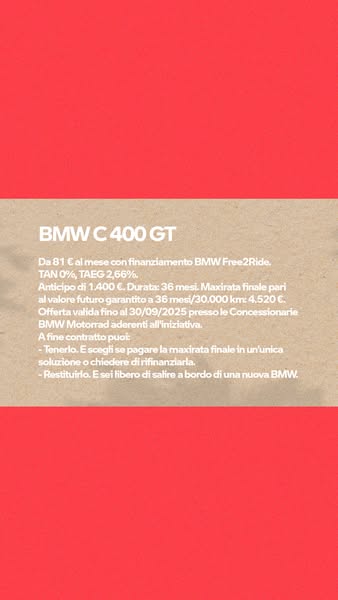 BMW C 400 GT
Da 81 € al mese con finanziamento BMW Free2Ride.
TAN 0%, TAEG 2,66%.
Anticipo di 1.400 €. Durata: 36 mesi. Maxirata finale pari
al valore futuro garantito a 36 mesi/30.000 km: 4.520 €.
Offerta valida fino al 30/09/2025 presso le Concessionarie
BMW Motorrad aderenti all'iniziativa.
A fine contratto puoi:
- Tenerlo. E scegli se pagare la maxirata finale in un'unica
soluzione o chiedere di rifinanziarla.
- Restituirlo. E sei libero di salire a bordo di una nuova BMW.